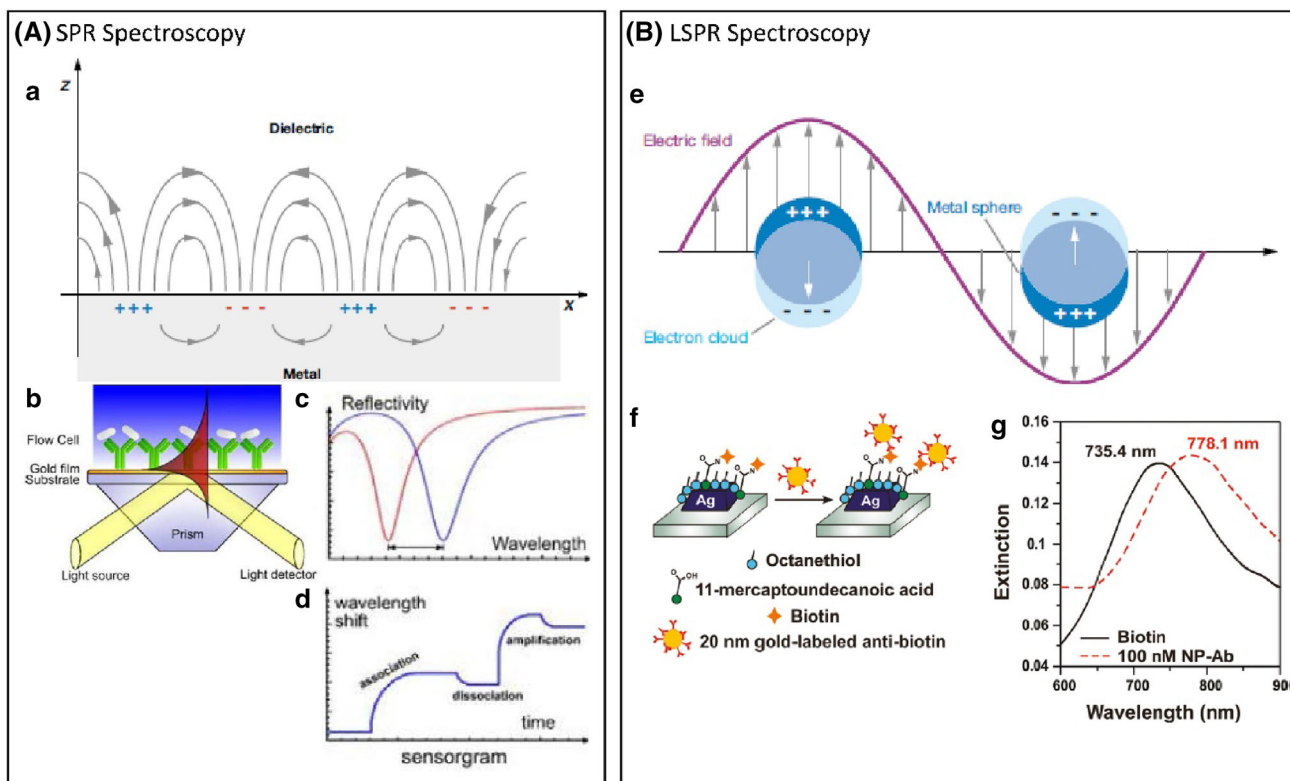 (A) SPR Spectroscopy
a
z
Dielectric
+++
- - -
+++
- - -
x
Metal
b
Flow Cell
Gold film
Substrate
Prism
Light source
Light detector
c
Reflectivity
Wavelength
d
wavelength
shift
association
dissociation
amplification
time
sensorgram
(B) LSPR Spectroscopy
e
Electric field
+++
Metal sphere
- - -
- - -
Electron cloud
+++
f
O
N
O
N
O
N
O
N
Ag
Ag
Octanethiol
O
OH
11-mercaptoundecanoic acid
Biotin
20 nm gold-labeled anti-biotin
g
0.16
0.14
0.12
0.10
0.08
0.06
0.04
Extinction
735.4 nm
778.1 nm
Biotin
100 nM NP-Ab
600
700
800
900
Wavelength (nm)